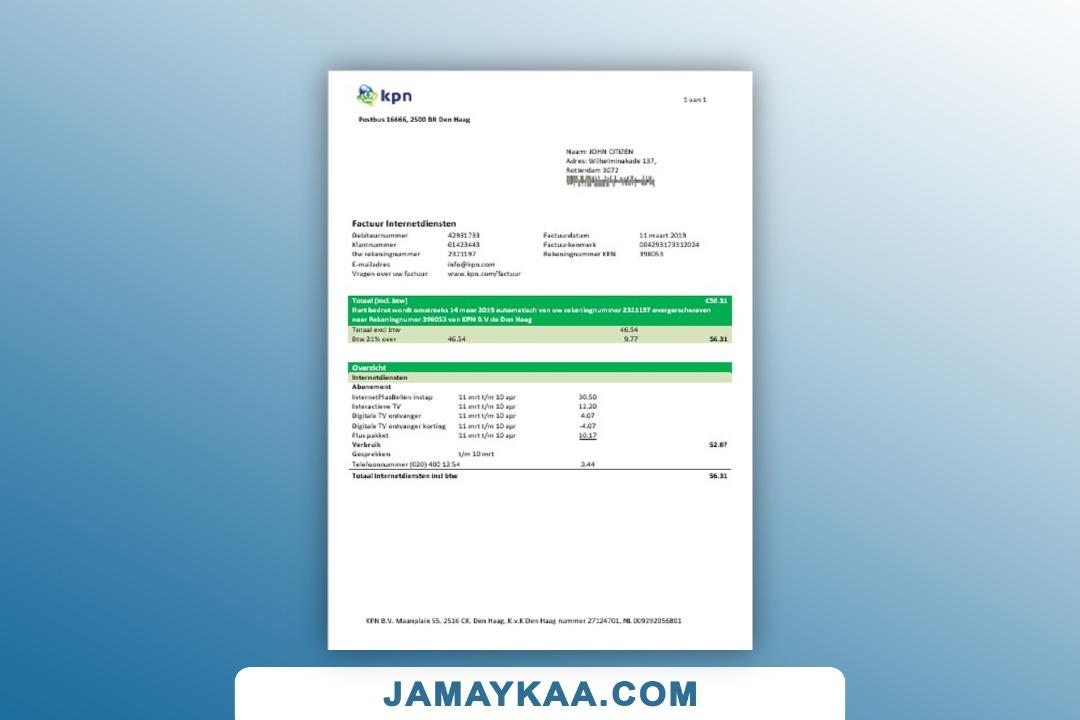 kpn
1 van 1
Postbus 16666, 2500 BR Den Haag
Naam: JOHN CITIZEN
Adres: Wilhelminakade 137,
Rotterdam 3072
Factuur Internetdiensten
Debiteurnummer 42931733 Factuurdatum 11 maart 2019
Klantnummer 61423443 Factuurkenmerk 004293173312024
Uw rekeningnummer 2321197 Rekeningnummer KPN 398053
E-mailadres info@kpn.com
Vragen over uw factuur www.kpn.com/factuur
Totaal (incl. btw) €56.31
Hert bedrat wordt omstreeks 14 maar 2019 automatisch van uw rekeningnummer 2321197 overgerschereven
naar Rekeningnumer 398053 van KPN B.V de Den Haag
Totaal excl btw 46.54
Btw 21% over 46.54 9.77 56.31
Overzicht
Internetdiensten
Abonement
InternetPlusBellen instap 11 mrt t/m 10 apr 30.50
Interactieve TV 11 mrt t/m 10 apr 12.20
Digitale TV ontvanger 11 mrt t/m 10 apr 4.07
Digitale TV ontvanger korting 11 mrt t/m 10 apr -4.07
Plus pakket 11 mrt t/m 10 apr 10.17
Verbruik 52.87
Gesprekken t/m 10 mrt
Telefoonnummer (020) 400 12 54 3.44
Totaal Internetdiensten incl btw 56.31
KPN B.V. Maanplein 55, 2516 CK, Den Haag, K.v.K Den Haag nummer 27124701, NL 009292056B01
JAMAYKAA.COM